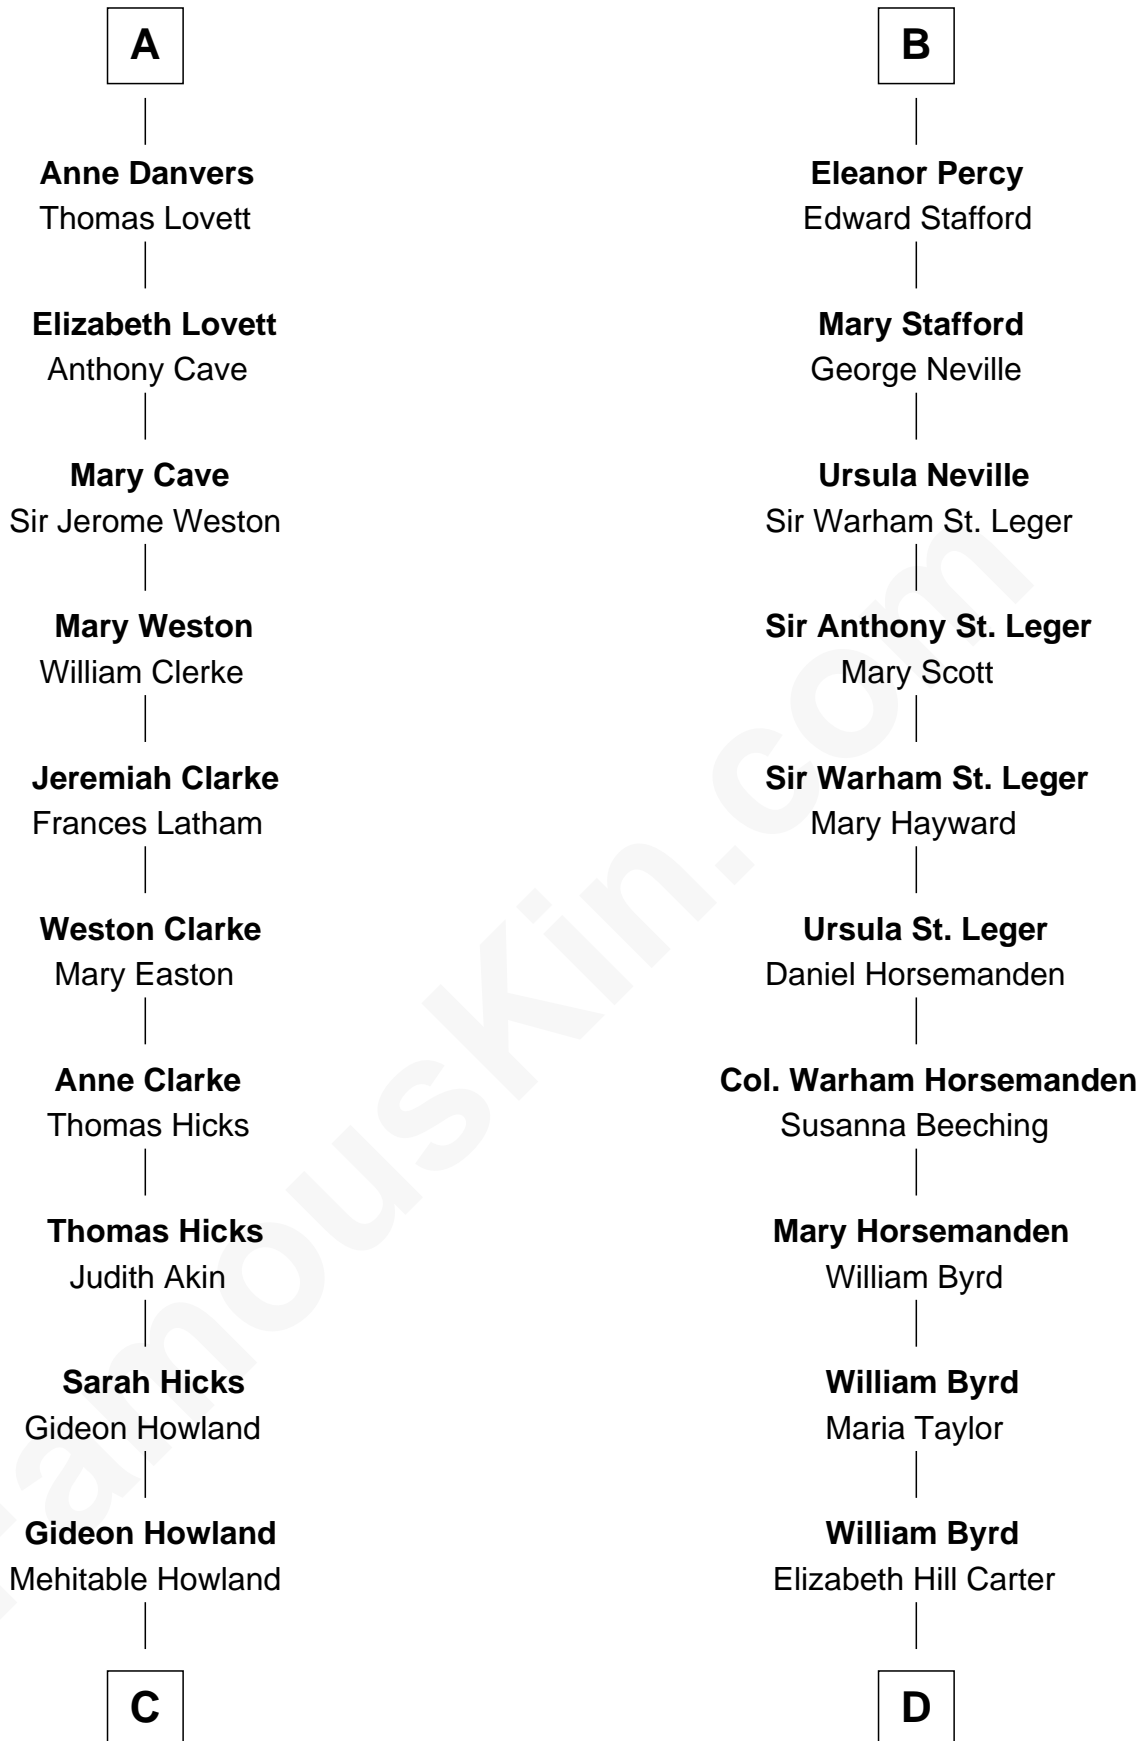 A
Anne Danvers
Thomas Lovett
Elizabeth Lovett
Anthony Cave
Mary Cave
Sir Jerome Weston
Mary Weston
William Clerke
Jeremiah Clarke
Frances Latham
Weston Clarke
Mary Easton
Anne Clarke
Thomas Hicks
Thomas Hicks
Judith Akin
Sarah Hicks
Gideon Howland
Gideon Howland
Mehitable Howland
C
B
Eleanor Percy
Edward Stafford
Mary Stafford
George Neville
Ursula Neville
Sir Warham St. Leger
Sir Anthony St. Leger
Mary Scott
Sir Warham St. Leger
Mary Hayward
Ursula St. Leger
Daniel Horsemanden
Col. Warham Horsemanden
Susanna Beeching
Mary Horsemanden
William Byrd
William Byrd
Maria Taylor
William Byrd
Elizabeth Hill Carter
D
FamousKin.com